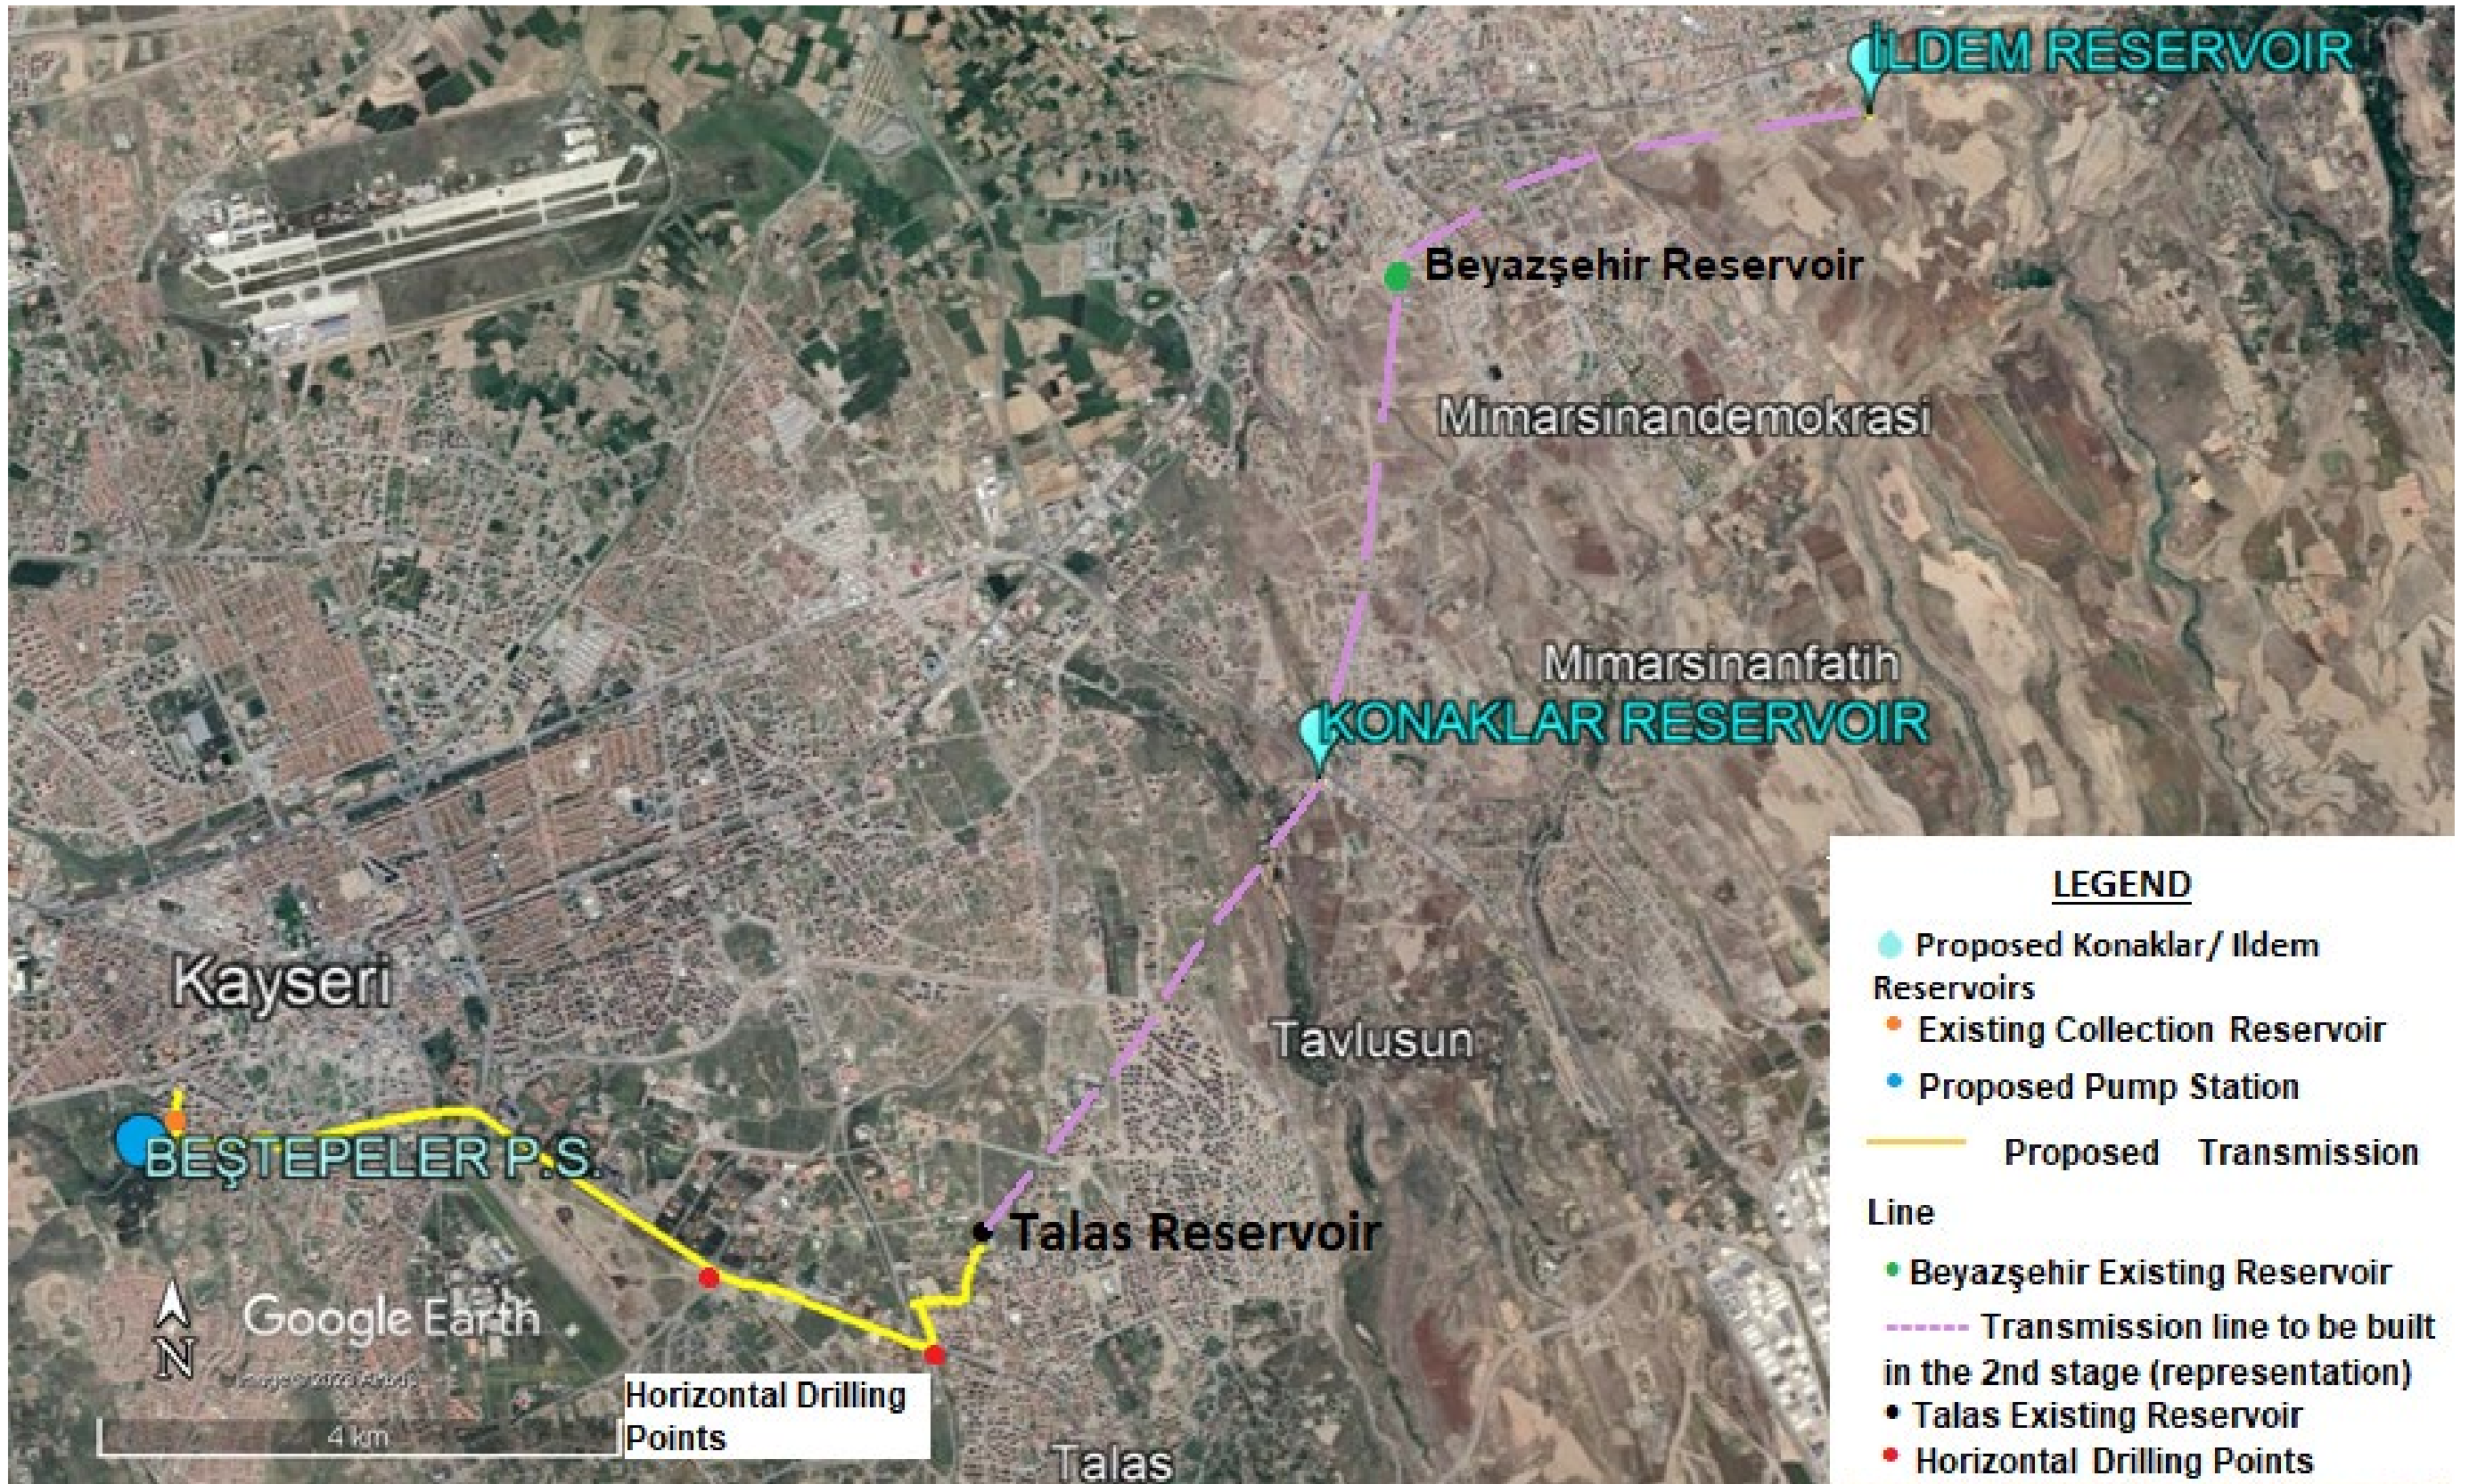 İLDEM RESERVOIR
Beyazşehir Reservoir
Mimarsinandemokrasi
Mimarsinanfatih
KONAKLAR RESERVOIR
Kayseri
Tavlusun
BEŞTEPELER P.S.
Talas Reservoir
Google Earth
N
Horizontal Drilling
Points
4 km
Talas
LEGEND
Proposed Konaklar/ Ildem
Reservoirs
Existing Collection Reservoir
Proposed Pump Station
Proposed Transmission
Line
Beyazşehir Existing Reservoir
Transmission line to be built
in the 2nd stage (representation)
Talas Existing Reservoir
Horizontal Drilling Points